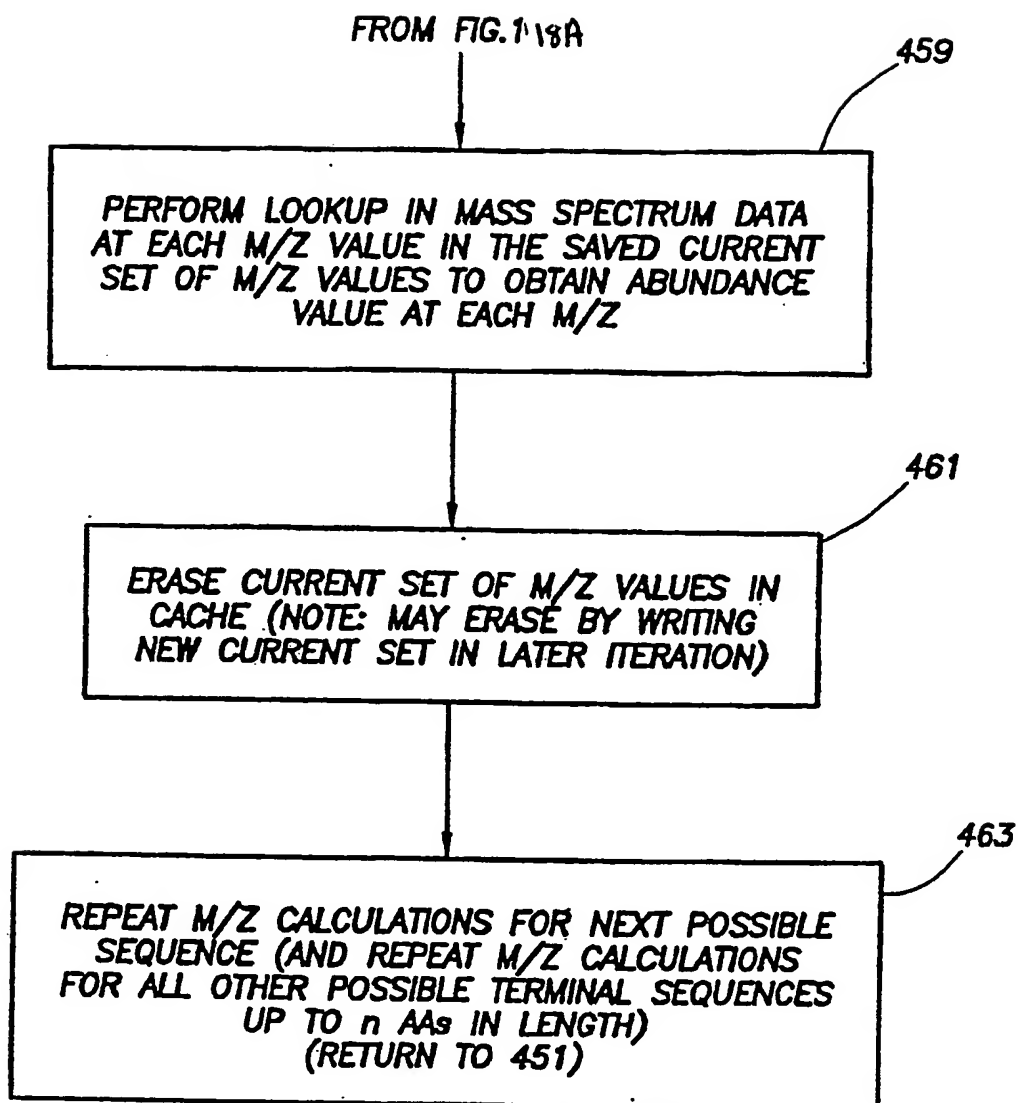 FROM FIG. 18A
459
PERFORM LOOKUP IN MASS SPECTRUM DATA
AT EACH M/Z VALUE IN THE SAVED CURRENT
SET OF M/Z VALUES TO OBTAIN ABUNDANCE
VALUE AT EACH M/Z
461
ERASE CURRENT SET OF M/Z VALUES IN
CACHE (NOTE: MAY ERASE BY WRITING
NEW CURRENT SET IN LATER ITERATION)
463
REPEAT M/Z CALCULATIONS FOR NEXT POSSIBLE
SEQUENCE (AND REPEAT M/Z CALCULATIONS
FOR ALL OTHER POSSIBLE TERMINAL SEQUENCES
UP TO n AAs IN LENGTH)
(RETURN TO 451)